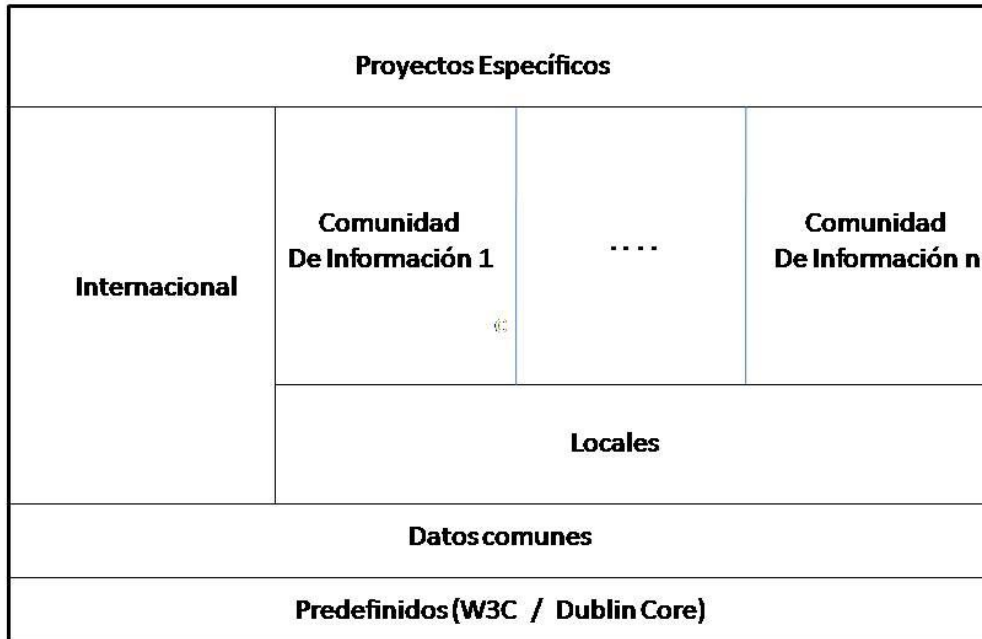 Proyectos Específicos
Comunidad
De Información 1
....
Comunidad
De Información n
Internacional
Locales
Datos comunes
Predefinidos (W3C / Dublin Core)